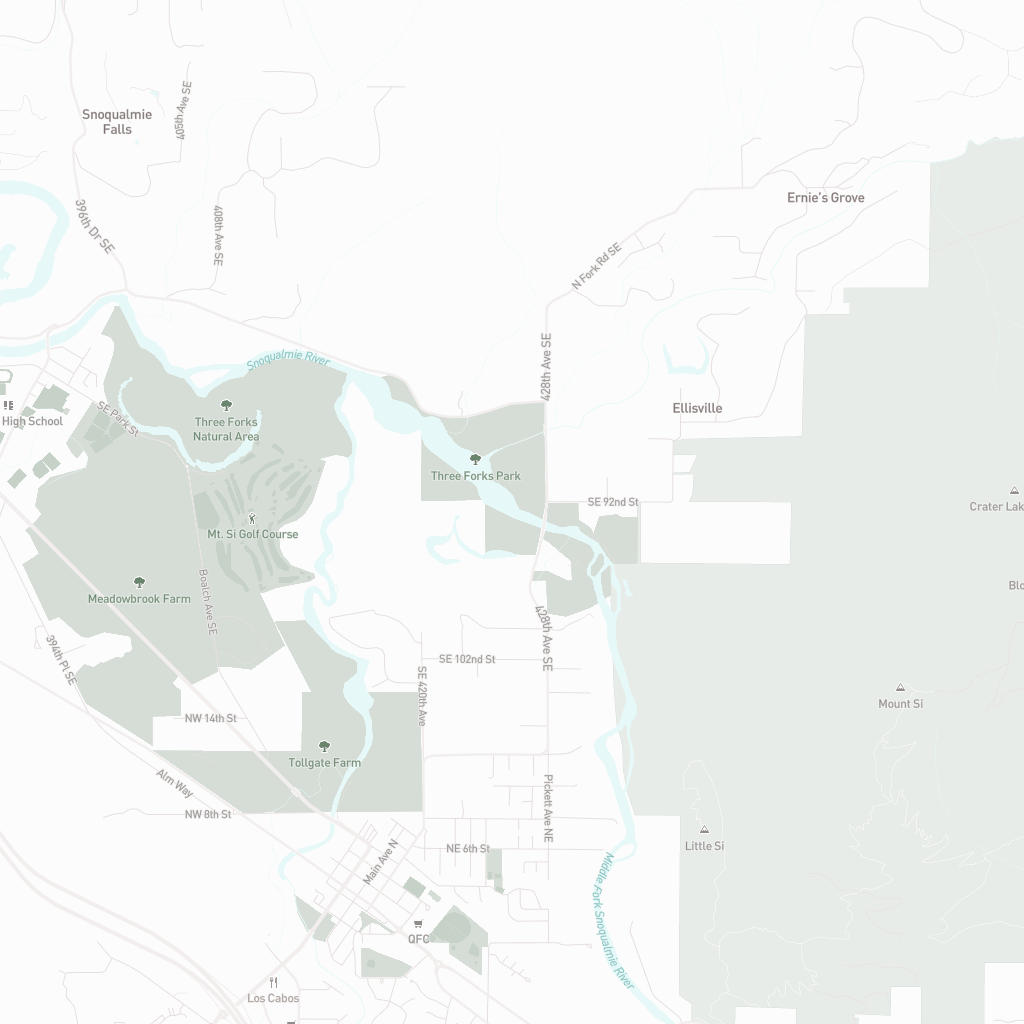 Snoqualmie
Falls
405th Ave SE
396th Dr SE
408th Ave SE
Ernie's Grove
N Fork Rd SE
428th Ave SE
Snoqualmie River
High School
SE Park St
Three Forks
Natural Area
Ellisville
Three Forks Park
SE 92nd St
Crater Lak
Mt. Si Golf Course
Boalch Ave SE
Meadowbrook Farm
Blo
394th Pl SE
428th Ave SE
SE 102nd St
SE 420th Ave
Mount Si
NW 14th St
Tollgate Farm
Alm Way
NW 8th St
Pickett Ave NE
Little Si
Main Ave N
NE 6th St
Middle Fork Snoqualmie River
QFC
Los Cabos